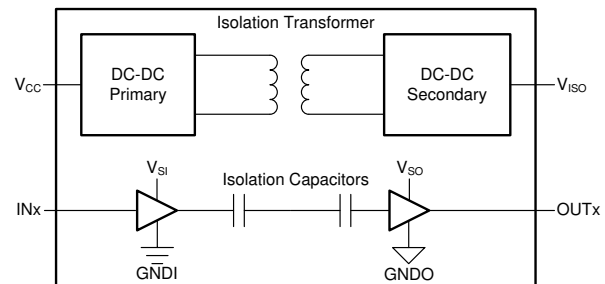 Isolation Transformer
DC-DC
Primary
DC-DC
Secondary
VCC
VISO
VSI
Isolation Capacitors
VSO
INx
OUTx
GNDI
GNDO